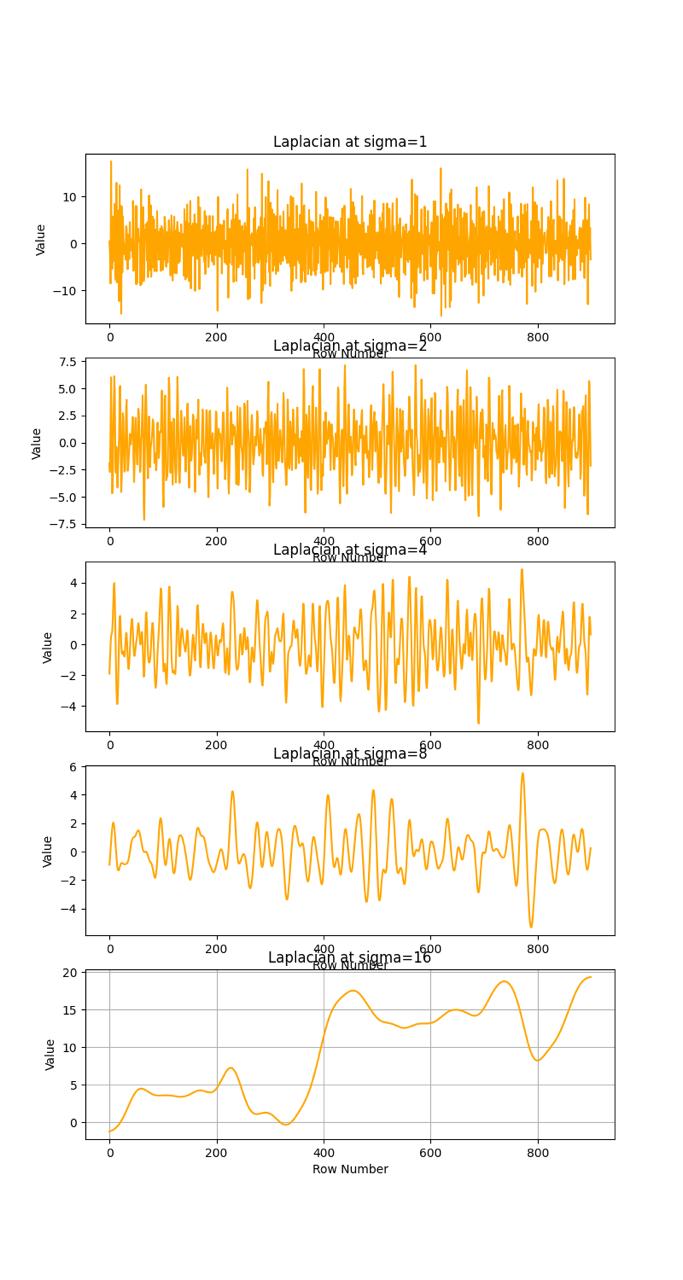 Laplacian at sigma=1
10
0
−10
Value
0 200 400 600 800
Row Number
Laplacian at sigma=2
7.5
5.0
2.5
0.0
−2.5
−5.0
−7.5
Value
0 200 400 600 800
Row Number
Laplacian at sigma=4
4
2
0
−2
−4
Value
0 200 400 600 800
Row Number
Laplacian at sigma=8
6
4
2
0
−2
−4
Value
0 200 400 600 800
Row Number
Laplacian at sigma=16
20
15
10
5
0
Value
0 200 400 600 800
Row Number